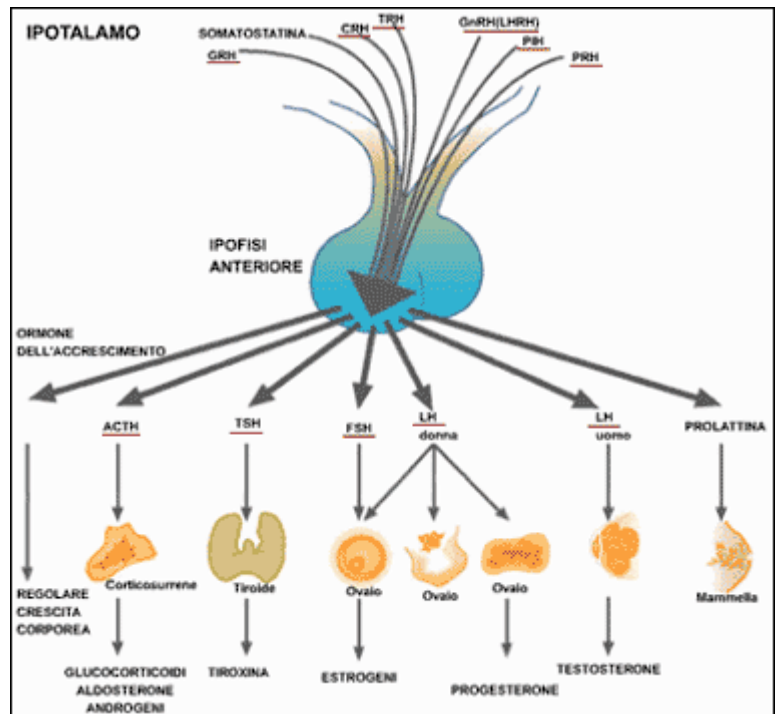 IPOTALAMO
SOMATOSTATINA
GRH
CRH
TRH
GnRH(LHRH)
PIH
PRH
IPOFISI
ANTERIORE
ORMONE
DELL'ACCRESCIMENTO
ACTH
TSH
FSH
LH
donna
LH
uomo
PROLATTINA
Corticosurrene
Tiroide
Ovaio
Ovaio
Ovaio
Mammella
REGOLARE
CRESCITA
CORPOREA
GLUCOCORTICOIDI
ALDOSTERONE
ANDROGENI
TIROXINA
ESTROGENI
PROGESTERONE
TESTOSTERONE